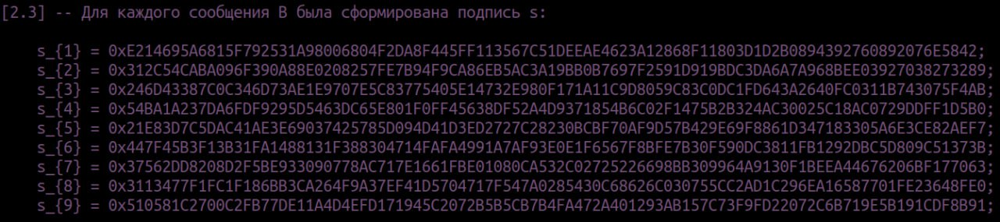 [2.3] -- Для каждого сообщения B была сформирована подпись s:
s_{1} = 0xE214695A6815F792531A98006804F2DA8F445FF113567C51DEEAE4623A12868F11803D1D2B0894392760892076E5842;
s_{2} = 0x312C54CABA096F390A88E0208257FE7B94F9CA86EB5AC3A19BB0B7697F2591D919BDC3DA6A7A968BEE03927038273289;
s_{3} = 0x246D43387C0C346D73AE1E9707E5C83775405E14732E980F171A11C9D8059C83C0DC1FD643A2640FC0311B743075F4AB;
s_{4} = 0x54BA1A237DA6FDF9295D5463DC65E801F0FF45638DF52A4D9371854B6C02F1475B2B324AC30025C18AC0729DDFF1D5B0;
s_{5} = 0x21E83D7C5DAC41AE3E69037425785D094D41D3ED2727C28230BCBF70AF9D57B429E69F8861D347183305A6E3CE82AEF7;
s_{6} = 0x447F45B3F13B31FA1488131F388304714FAFA4991A7AF93E0E1F6567F8BFE7B30F590DC3811FB1292DBC5D809C51373B;
s_{7} = 0x37562DD8208D2F5BE933090778AC717E1661FBE01080CA532C02725226698BB309964A9130F1BEEA44676206BF177063;
s_{8} = 0x3113477F1FC1F186BB3CA264F9A37EF41D5704717F547A0285430C68626C030755CC2AD1C296EA16587701FE23648FE0;
s_{9} = 0x510581C2700C2FB77DE11A4D4EFD171945C2072B5B5CB7B4FA472A401293AB157C73F9FD22072C6B719E5B191CDF8B91;